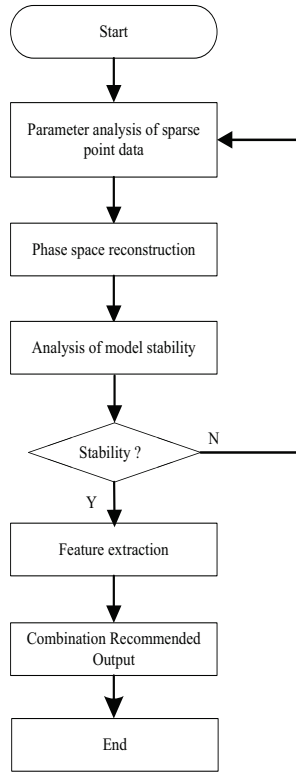 Start
Parameter analysis of sparse
point data
Phase space reconstruction
Analysis of model stability
Stability ?
N
Y
Feature extraction
Combination Recommended
Output
End